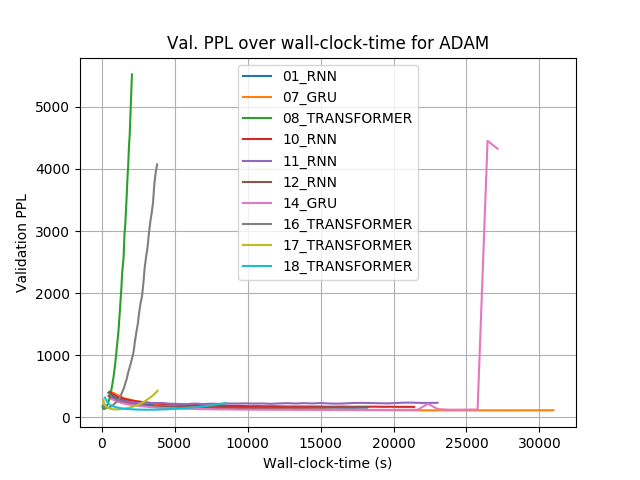 Val. PPL over wall-clock-time for ADAM
01_RNN
07_GRU
08_TRANSFORMER
10_RNN
11_RNN
12_RNN
14_GRU
16_TRANSFORMER
17_TRANSFORMER
18_TRANSFORMER
Validation PPL
5000
4000
3000
2000
1000
0
0 5000 10000 15000 20000 25000 30000
Wall-clock-time (s)